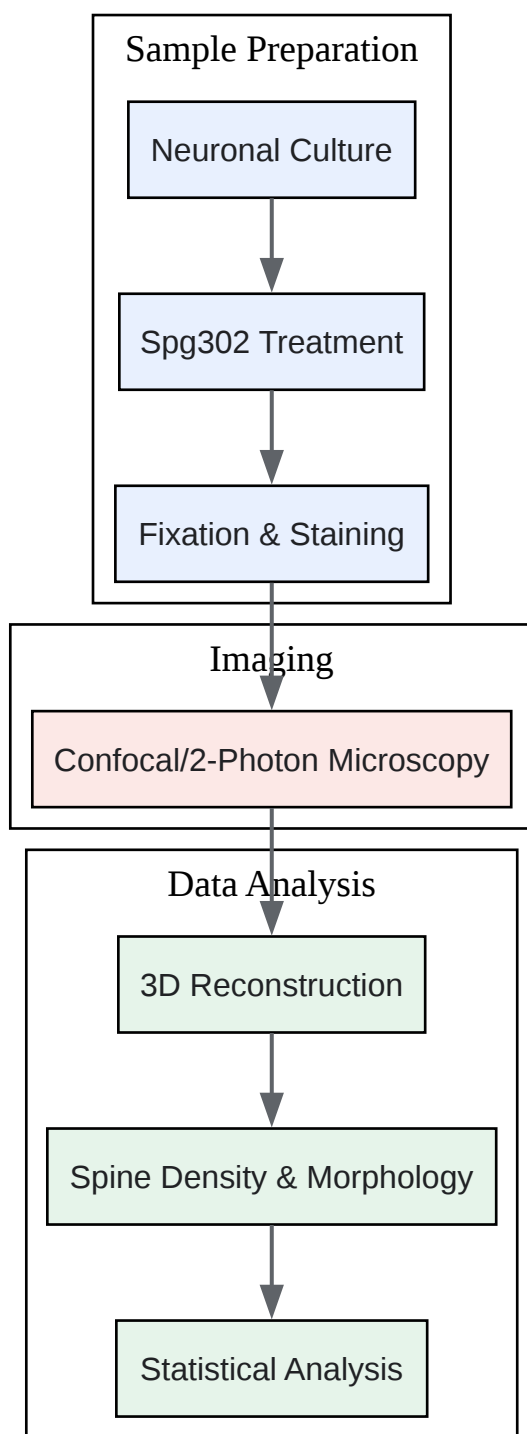 Sample Preparation
Neuronal Culture
Spg302 Treatment
Fixation & Staining
Imaging
Confocal/2-Photon Microscopy
Data Analysis
3D Reconstruction
Spine Density & Morphology
Statistical Analysis